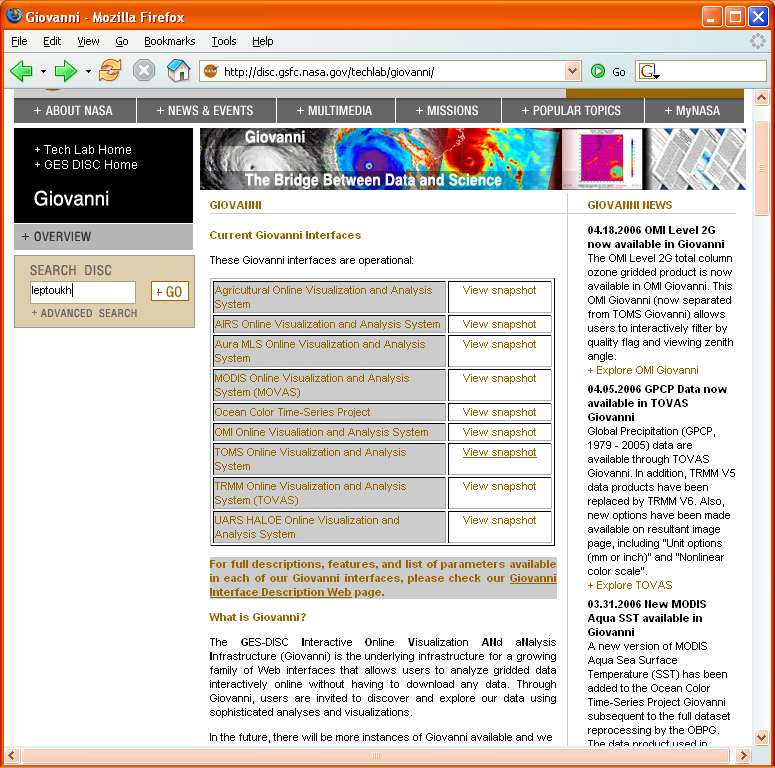 Giovanni - Mozilla Firefox
File Edit View Go Bookmarks Tools Help
http://disc.gsfc.nasa.gov/techlab/giovanni/
Go
G
+ ABOUT NASA
+ NEWS & EVENTS
+ MULTIMEDIA
+ MISSIONS
+ POPULAR TOPICS
+ MyNASA
+ Tech Lab Home
+ GES DISC Home
Giovanni
+ OVERVIEW
SEARCH DISC
leptoukh
+ GO
+ ADVANCED SEARCH
Giovanni
The Bridge Between Data and Science
GIOVANNI
Current Giovanni Interfaces
These Giovanni interfaces are operational:
Agricultural Online Visualization and Analysis
System
View snapshot
AIRS Online Visualization and Analysis System
View snapshot
Aura MLS Online Visualization and Analysis
System
View snapshot
MODIS Online Visualization and Analysis
System (MOVAS)
View snapshot
Ocean Color Time-Series Project
View snapshot
OMI Online Visualiation and Analysis System
View snapshot
TOMS Online Visualization and Analysis
System
View snapshot
TRMM Online Visualization and Analysis
System (TOVAS)
View snapshot
UARS HALOE Online Visualization and
Analysis System
View snapshot
For full descriptions, features, and list of parameters available
in each of our Giovanni interfaces, please check our Giovanni
Interface Description Web page.
What is Giovanni?
The GES-DISC Interactive Online Visualization ANd aNalysis
Infrastructure (Giovanni) is the underlying infrastructure for a growing
family of Web interfaces that allows users to analyze gridded data
interactively online without having to download any data. Through
Giovanni, users are invited to discover and explore our data using
sophisticated analyses and visualizations.
In the future, there will be more instances of Giovanni available and we
GIOVANNI NEWS
04.18.2006 OMI Level 2G
now available in Giovanni
The OMI Level 2G total column
ozone gridded product is now
available in OMI Giovanni. This
OMI Giovanni (now separated
from TOMS Giovanni) allows
users to interactively filter by
quality flag and viewing zenith
angle.
+ Explore OMI Giovanni
04.05.2006 GPCP Data now
available in TOVAS
Giovanni
Global Precipitation (GPCP,
1979 - 2005) data are
available through TOVAS
Giovanni. In addition, TRMM V5
data products have been
replaced by TRMM V6. Also,
new options have been made
available on resultant image
page, including "Unit options
(mm or inch)" and "Nonlinear
color scale".
+ Explore TOVAS
03.31.2006 New MODIS
Aqua SST available in
Giovanni
A new version of MODIS
Aqua Sea Surface
Temperature (SST) has been
added to the Ocean Color
Time-Series Project Giovanni
subsequent to the full dataset
reprocessing by the OBPG.
The data product used in